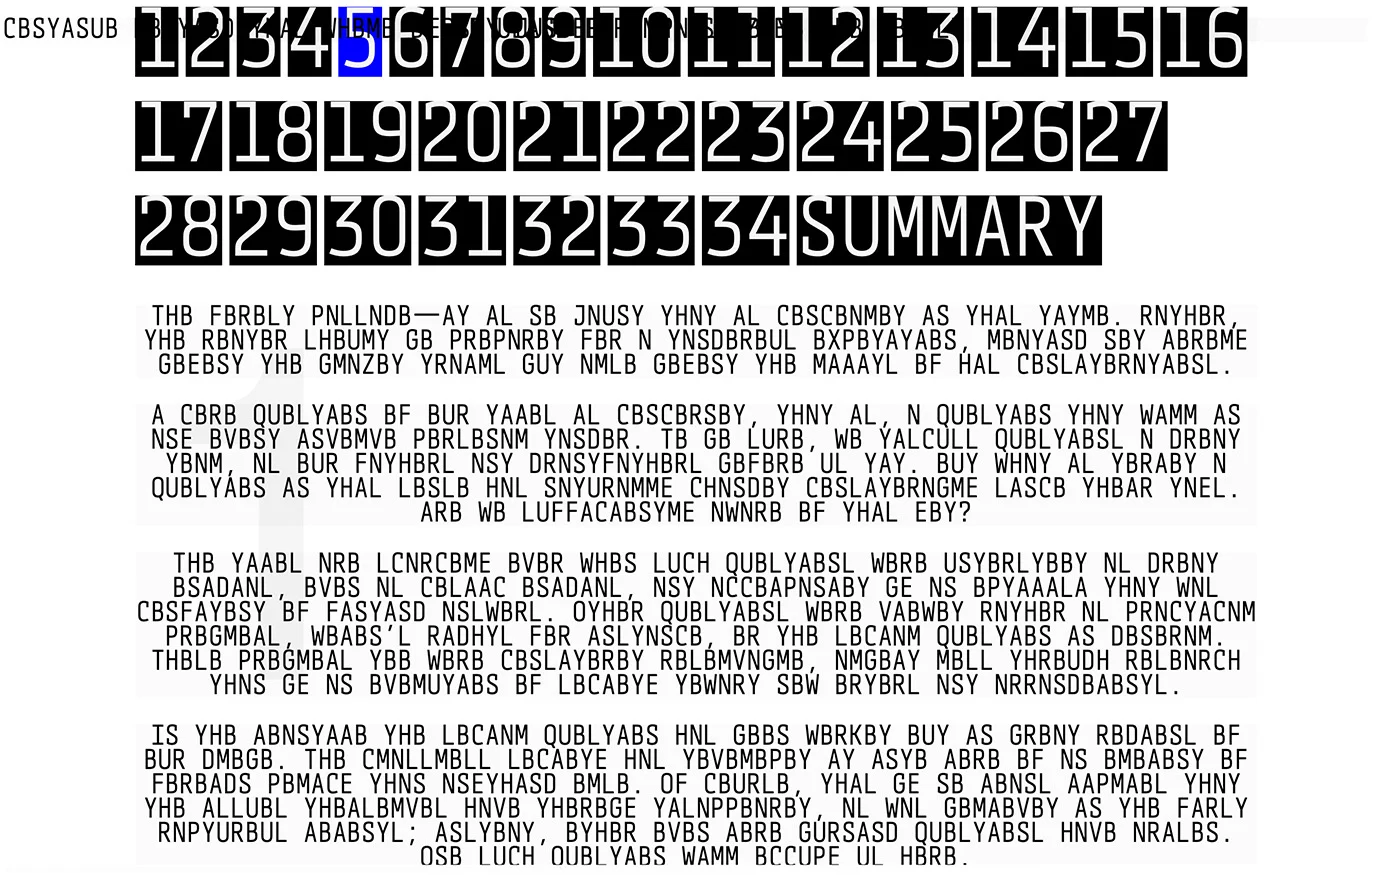 CBSYASUB
1 2 3 4 5 6 7 8 9 10 11 12 13 14 15 16
17 18 19 20 21 22 23 24 25 26 27
28 29 30 31 32 33 34 SUMMARY
THB FBRBLY PNLLNDB—AY AL SB JNUSY YHNY AL CBSCBNMBY AS YHAL YAYMB. RNYHBR,
YHB RBNYBR LHBUMY GB PRBPNRBY FBR N YNSDBRBUL BXPBYAYABS, MBNYASD SBY ABRBME
GBEBSY YHB GMNZBY YRNAML GUY NMLB GBEBSY YHB MAAAYL BF HAL CBSLAYBRNYABSL.
A CBRB QUBLYABS BF BUR YAABL AL CBSCBRSBY, YHNY AL, N QUBLYABS YHNY WAMM AS
NSE BVBSY ASVBMVB PBRLBSNM YNSDBR. TB GB LURB, WB YALCULL QUBLYABSL N DRBNY
YBNM, NL BUR FNYHBRL NSY DRNSYFNYHBRL GBFBRB UL YAY. BUY WHNY AL YBRABY N
QUBLYABS AS YHAL LBSLB HNL SNYURNMME CHNSDBY CBSLAYBRNGME LASCB YHBAR YNEL.
ARB WB LUFFACABSYME NWNRB BF YHAL EBY?
THB YAABL NRB LCNRCBME BVBR WHBS LUCH QUBLYABSL WBRB USYBRLYBBY NL DRBNY
BSADANL, BVBS NL CBLAAC BSADANL, NSY NCCBAPNSABY GE NS BPYAAALA YHNY WNL
CBSFAYBSY BF FASYASD NSLWBRL. OYHBR QUBLYABSL WBRB VABWBY RNYHBR NL PRNCYACNM
PRBGMBAL, WBABS’L RADHYL FBR ASLYNSCB, BR YHB LBCANM QUBLYABS AS DBSBRNM.
THBLB PRBGMBAL YBB WBRB CBSLAYBRBY RBLBMVNGMB, NMGBAY MBLL YHRBUDH RBLBNRCH
YHNS GE NS BVBMUYABS BF LBCABYE YBWNRY SBW BRYBRL NSY NRRNSDBABSYL.
IS YHB ABNSYAAB YHB LBCANM QUBLYABS HNL GBBS WBRKBY BUY AS GRBNY RBDABSL BF
BUR DMBGB. THB CMNLLMBLL LBCABYE HNL YBVBMBPBY AY ASYB ABRB BF NS BMBABSY BF
FBRBADS PBMACE YHNS NSEYHASD BMLB. OF CBURLB, YHAL GE SB ABNSL AAPMABL YHNY
YHB ALLUBL YHBALBMVBL HNVB YHBRBGE YALNPPBNRBY, NL WNL GBMABVBY AS YHB FARLY
RNPYURBUL ABABSYL; ASLYBNY, BYHBR BVBS ABRB GURSASD QUBLYABSL HNVB NRALBS.
OSB LUCH QUBLYABS WAMM BCCUPE UL HBRB.